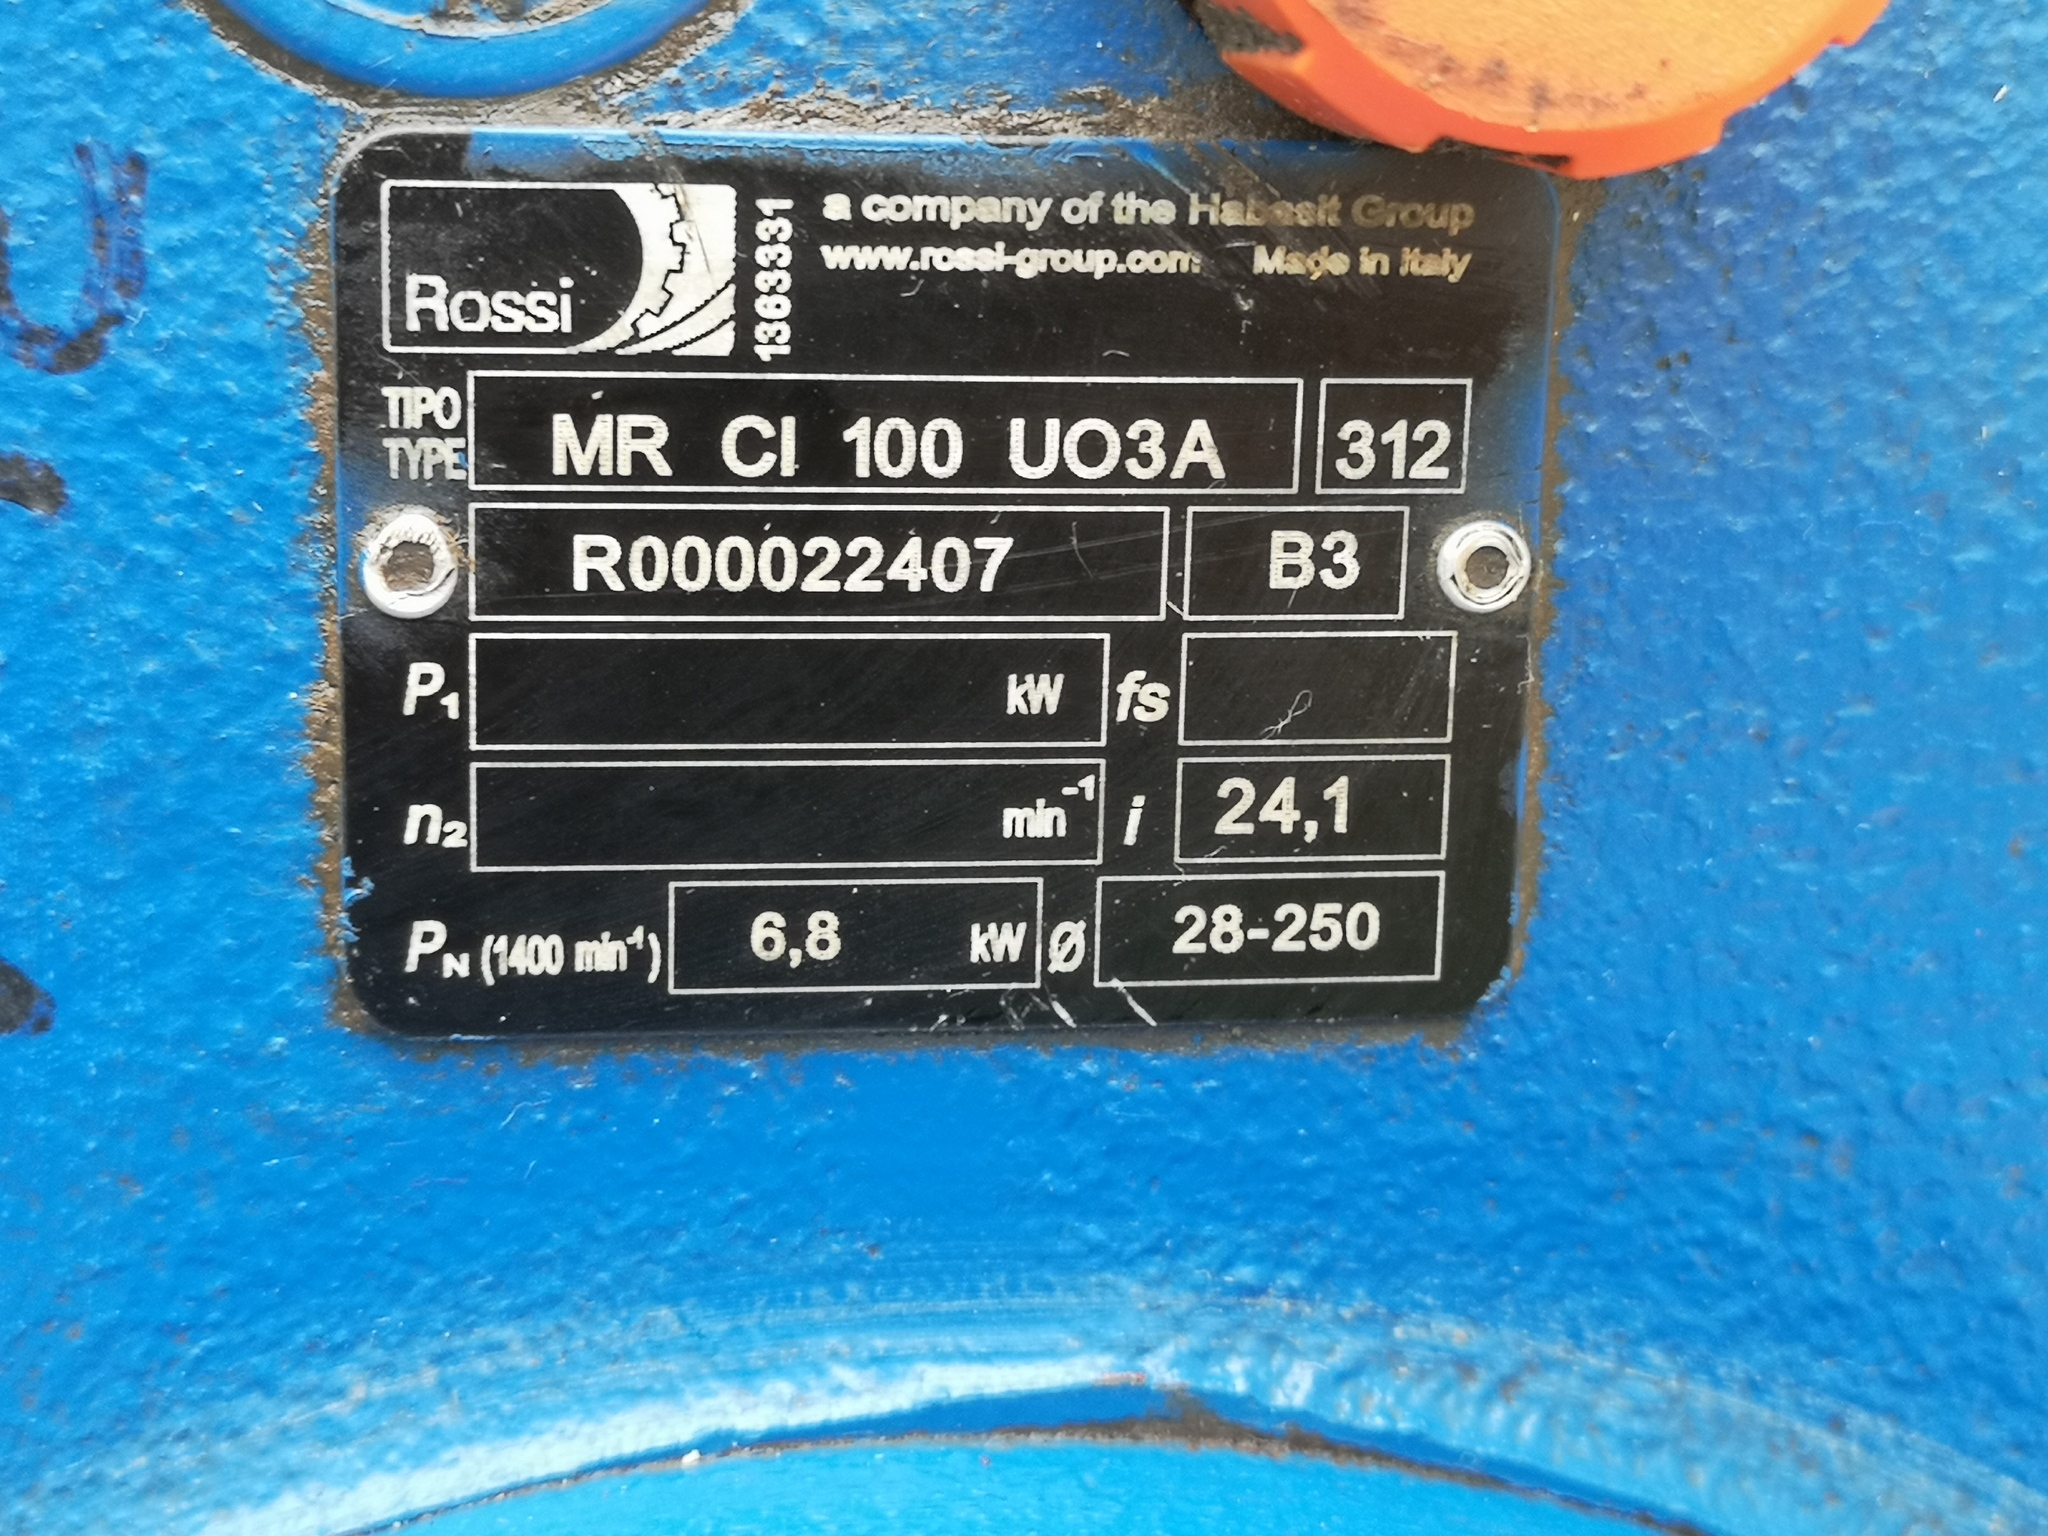 Rossi
1363331
a company of the Habasit Group
www.rossi-group.com Made in Italy
TIPO
TYPE
MR CI 100 UO3A 312
R000022407 B3
P₁ kW fs
n₂ min⁻¹ i 24,1
P_N (1400 min⁻¹) 6,8 kW Ø 28-250